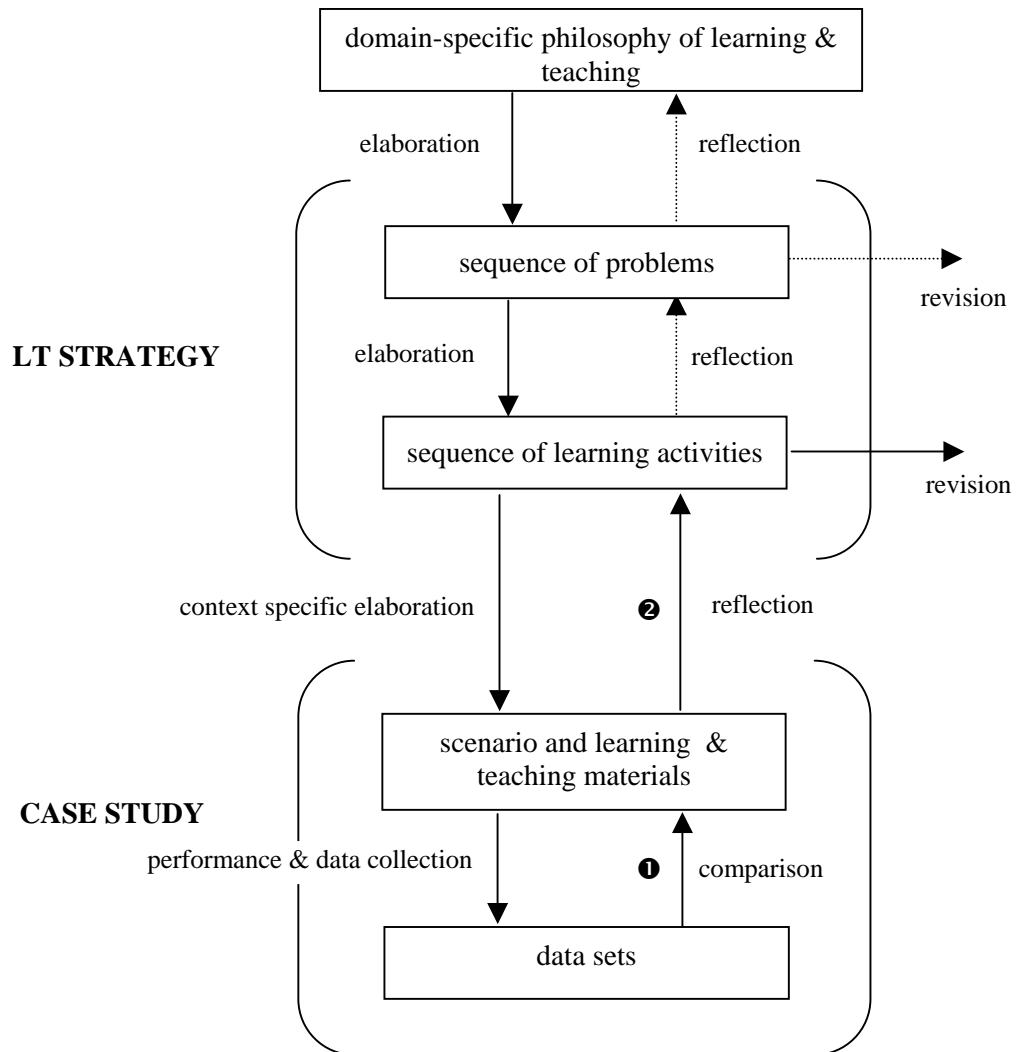 domain-specific philosophy of learning &
teaching
elaboration
reflection
sequence of problems
revision
LT STRATEGY
elaboration
reflection
sequence of learning activities
revision
context specific elaboration
❷
reflection
scenario and learning &
teaching materials
CASE STUDY
performance & data collection
❶
comparison
data sets